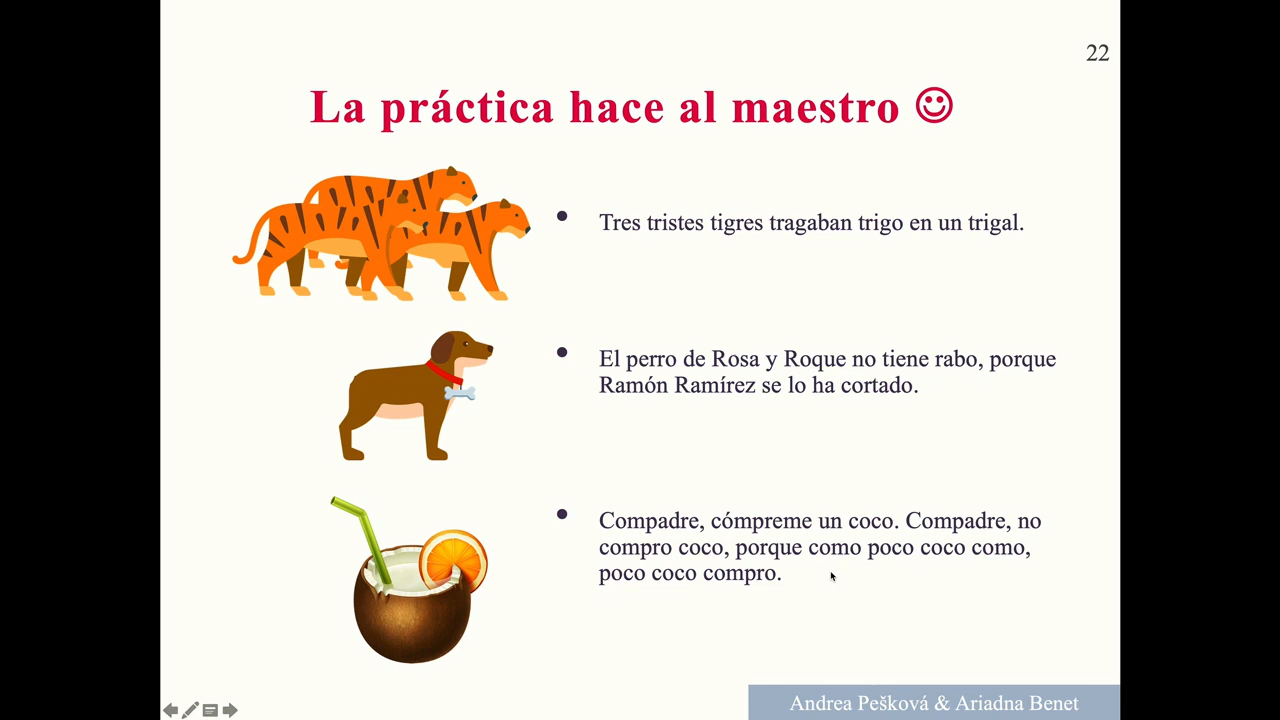 22
La práctica hace al maestro ☺
• Tres tristes tigres tragaban trigo en un trigal.
• El perro de Rosa y Roque no tiene rabo, porque
Ramón Ramírez se lo ha cortado.
• Compadre, cómpreme un coco. Compadre, no
compro coco, porque como poco coco como,
poco coco compro.
Andrea Pešková & Ariadna Benet